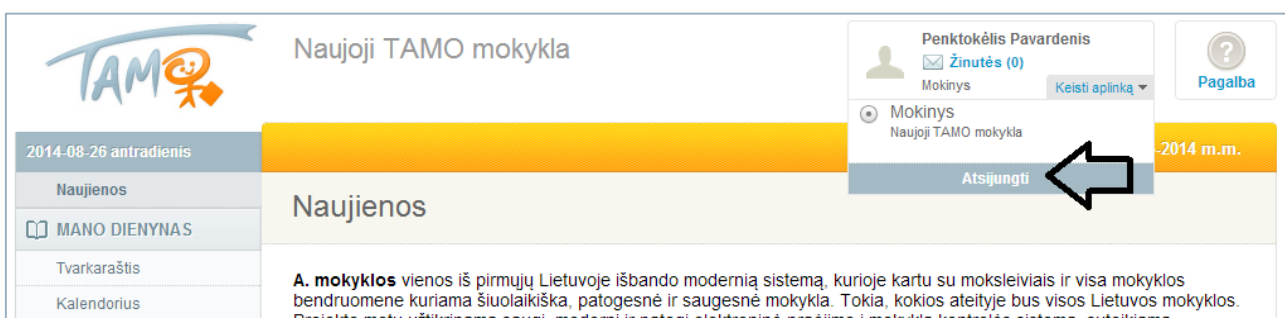 TAMO
Naujoji TAMO mokykla
Penktokėlis Pavardenis
Žinutės (0)
Mokinys
Keisti aplinką
Pagalba
Mokinys
Naujoji TAMO mokykla
Atsijungti
2014-08-26 antradienis
-2014 m.m.
Naujienos
MANO DIENYNAS
Tvarkaraštis
Kalendorius
Naujienos
A. mokyklos vienos iš pirmųjų Lietuvoje išbando modernią sistemą, kurioje kartu su moksleiviais ir visa mokyklos
bendruomene kuriama šiuolaikiška, patogesnė ir saugesnė mokykla. Tokia, kokios ateityje bus visos Lietuvos mokyklos.